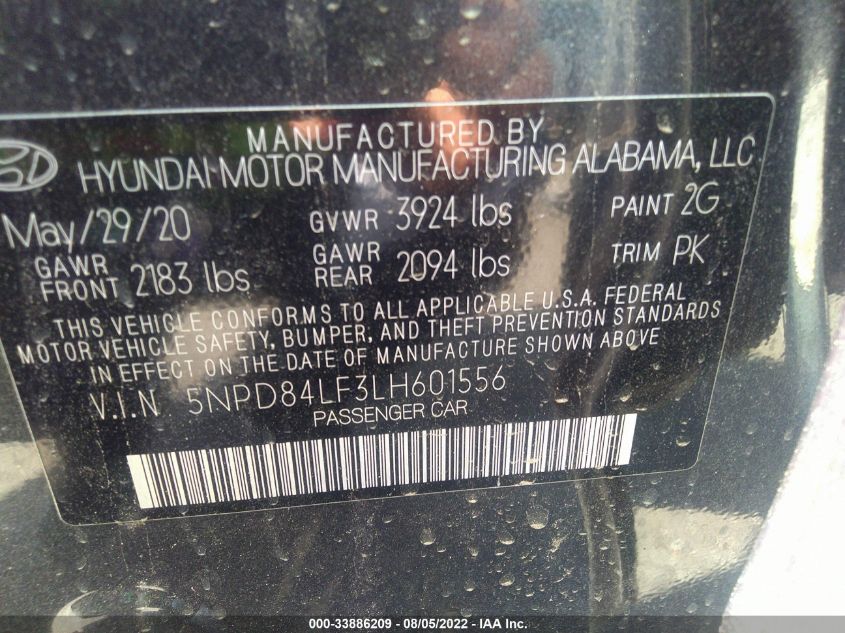 MANUFACTURED BY
HYUNDAI MOTOR MANUFACTURING ALABAMA, LLC
May/29/20 GVWR 3924 lbs PAINT 2G
GAWR FRONT 2183 lbs GAWR REAR 2094 lbs TRIM PK
THIS VEHICLE CONFORMS TO ALL APPLICABLE U.S.A. FEDERAL
MOTOR VEHICLE SAFETY, BUMPER, AND THEFT PREVENTION STANDARDS
IN EFFECT ON THE DATE OF MANUFACTURE SHOWN ABOVE
V.I.N 5NPD84LF3LH601556
PASSENGER CAR
000-33886209 - 08/05/2022 - IAA Inc.